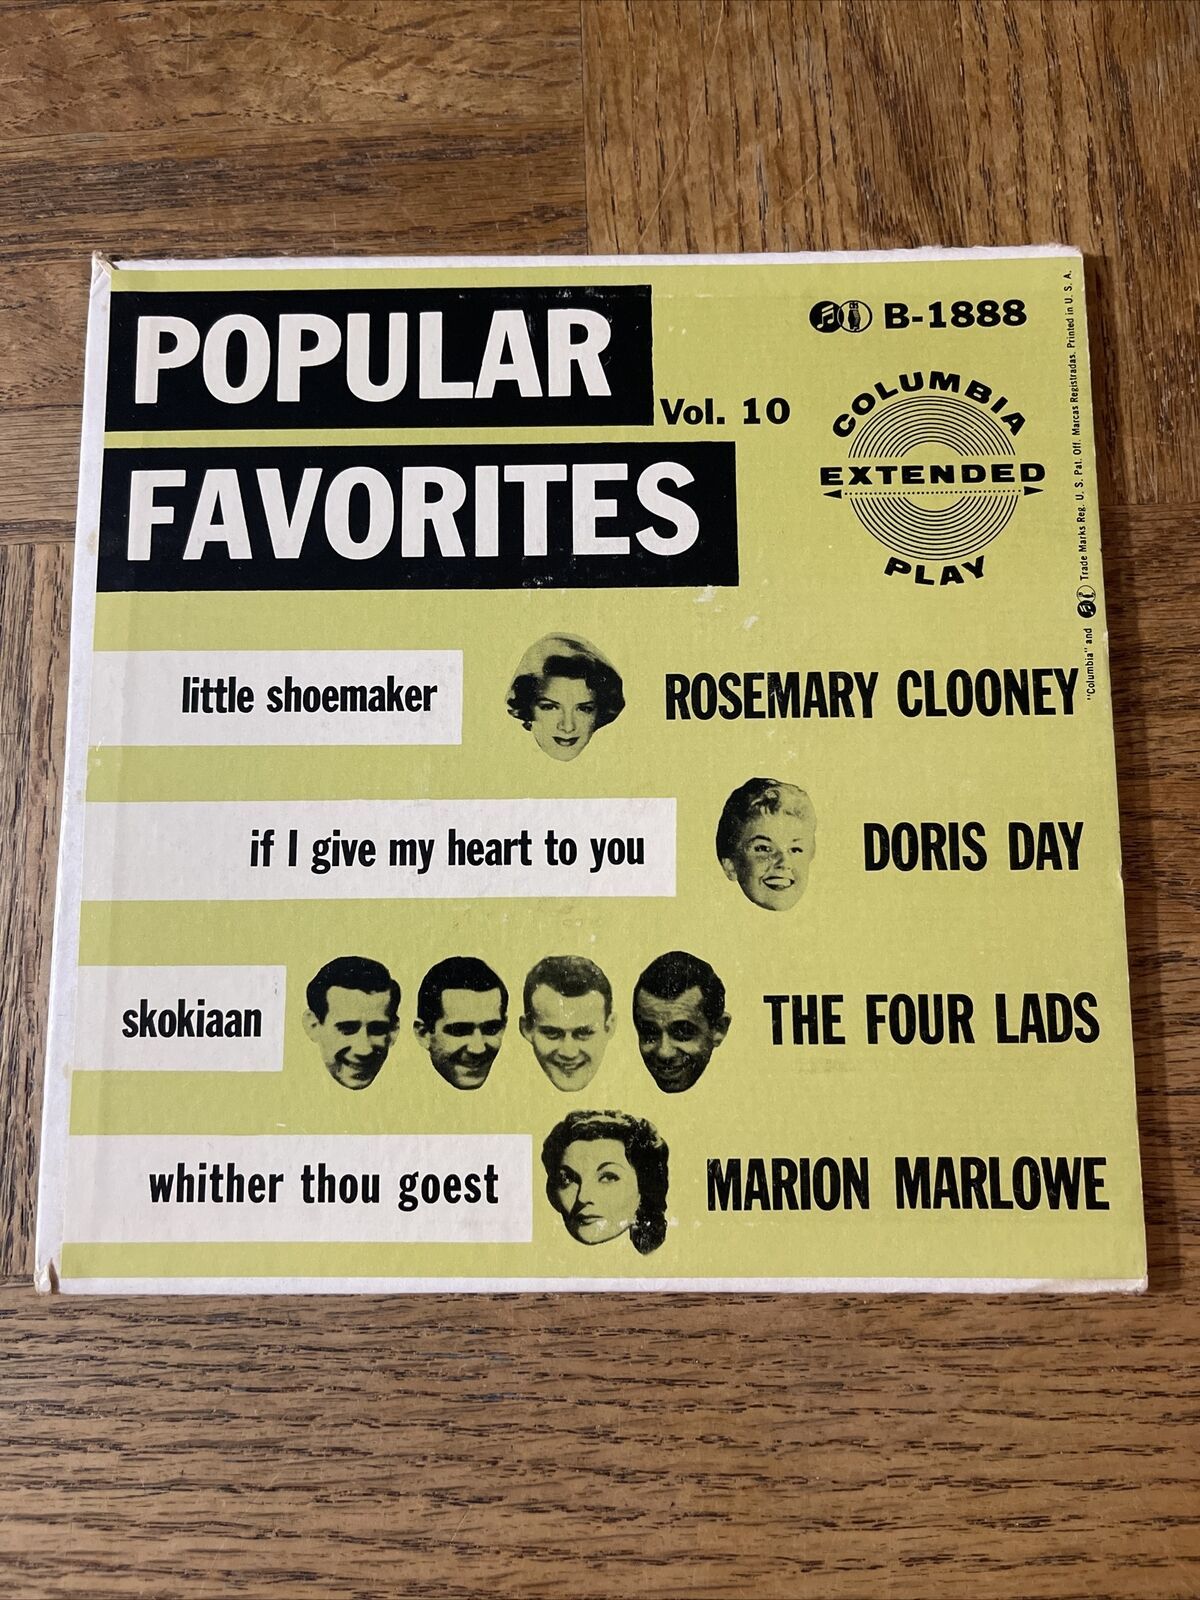 POPULAR
FAVORITES
Vol. 10
B-1888
COLUMBIA
EXTENDED
PLAY
"Columbia" and Trade Marks Reg. U. S. Pat. Off. Marcas Registradas. Printed in U. S. A.
little shoemaker ROSEMARY CLOONEY
if I give my heart to you DORIS DAY
skokiaan THE FOUR LADS
whither thou goest MARION MARLOWE